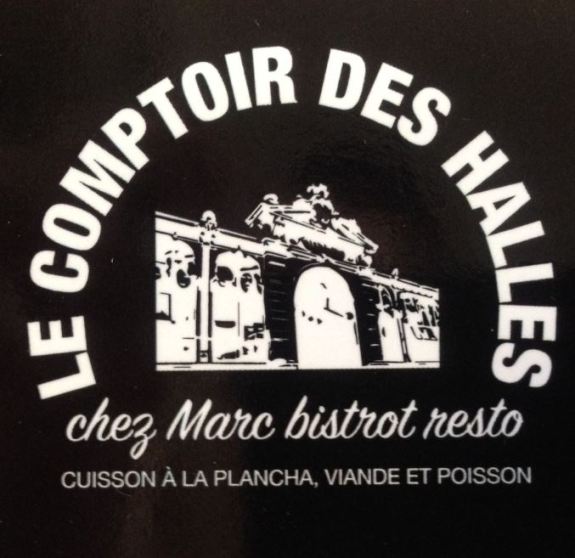 LE COMPTOIR DES HALLES
chez Marc bistrot resto
CUISSON À LA PLANCHA, VIANDE ET POISSON